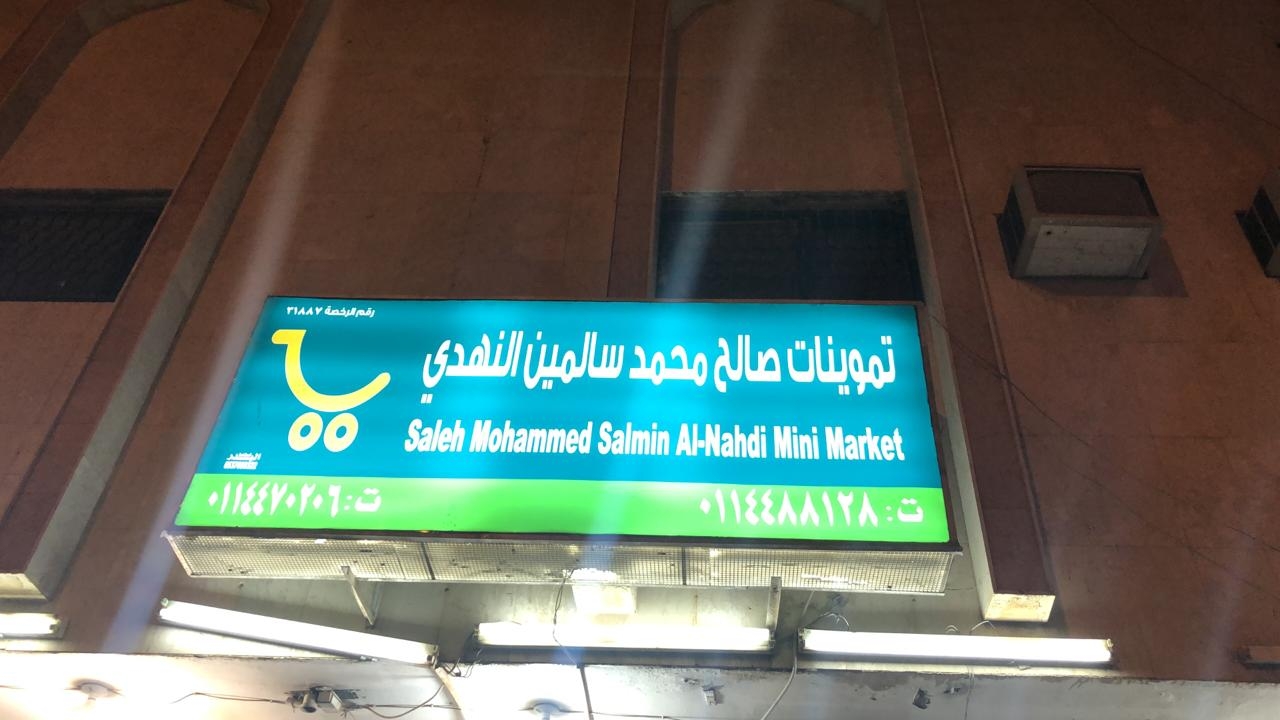 رقم الرخصة ٣١٨٨٧
تموينات صالح محمد سالمين النهدي
Saleh Mohammed Salmin Al-Nahdi Mini Market
ت: ٠١١٤٤٨٨١٢٨
ت: ٠١١٤٤٧٠٢٠٦